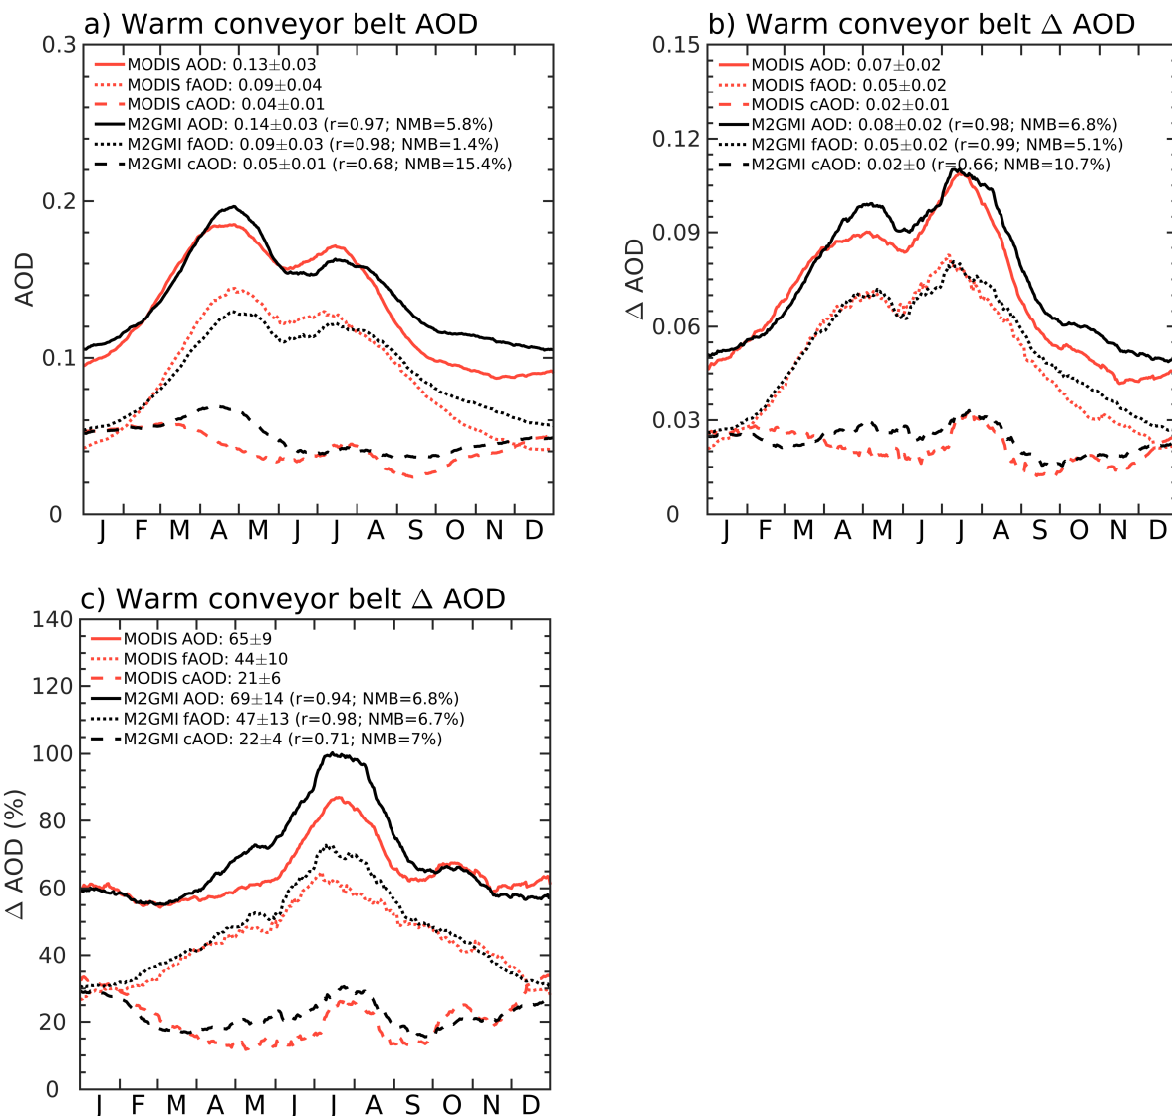 a) Warm conveyor belt AOD
0.3
0.2
0.1
0
AOD
MODIS AOD: 0.13±0.03
MODIS fAOD: 0.09±0.04
MODIS cAOD: 0.04±0.01
M2GMI AOD: 0.14±0.03 (r=0.97; NMB=5.8%)
M2GMI fAOD: 0.09±0.03 (r=0.98; NMB=1.4%)
M2GMI cAOD: 0.05±0.01 (r=0.68; NMB=15.4%)
J F M A M J J A S O N D
b) Warm conveyor belt Δ AOD
0.15
0.12
0.09
0.06
0.03
0
Δ AOD
MODIS AOD: 0.07±0.02
MODIS fAOD: 0.05±0.02
MODIS cAOD: 0.02±0.01
M2GMI AOD: 0.08±0.02 (r=0.98; NMB=6.8%)
M2GMI fAOD: 0.05±0.02 (r=0.99; NMB=5.1%)
M2GMI cAOD: 0.02±0 (r=0.66; NMB=10.7%)
J F M A M J J A S O N D
c) Warm conveyor belt Δ AOD
140
120
100
80
60
40
20
0
Δ AOD (%)
MODIS AOD: 65±9
MODIS fAOD: 44±10
MODIS cAOD: 21±6
M2GMI AOD: 69±14 (r=0.94; NMB=6.8%)
M2GMI fAOD: 47±13 (r=0.98; NMB=6.7%)
M2GMI cAOD: 22±4 (r=0.71; NMB=7%)
J F M A M J J A S O N D